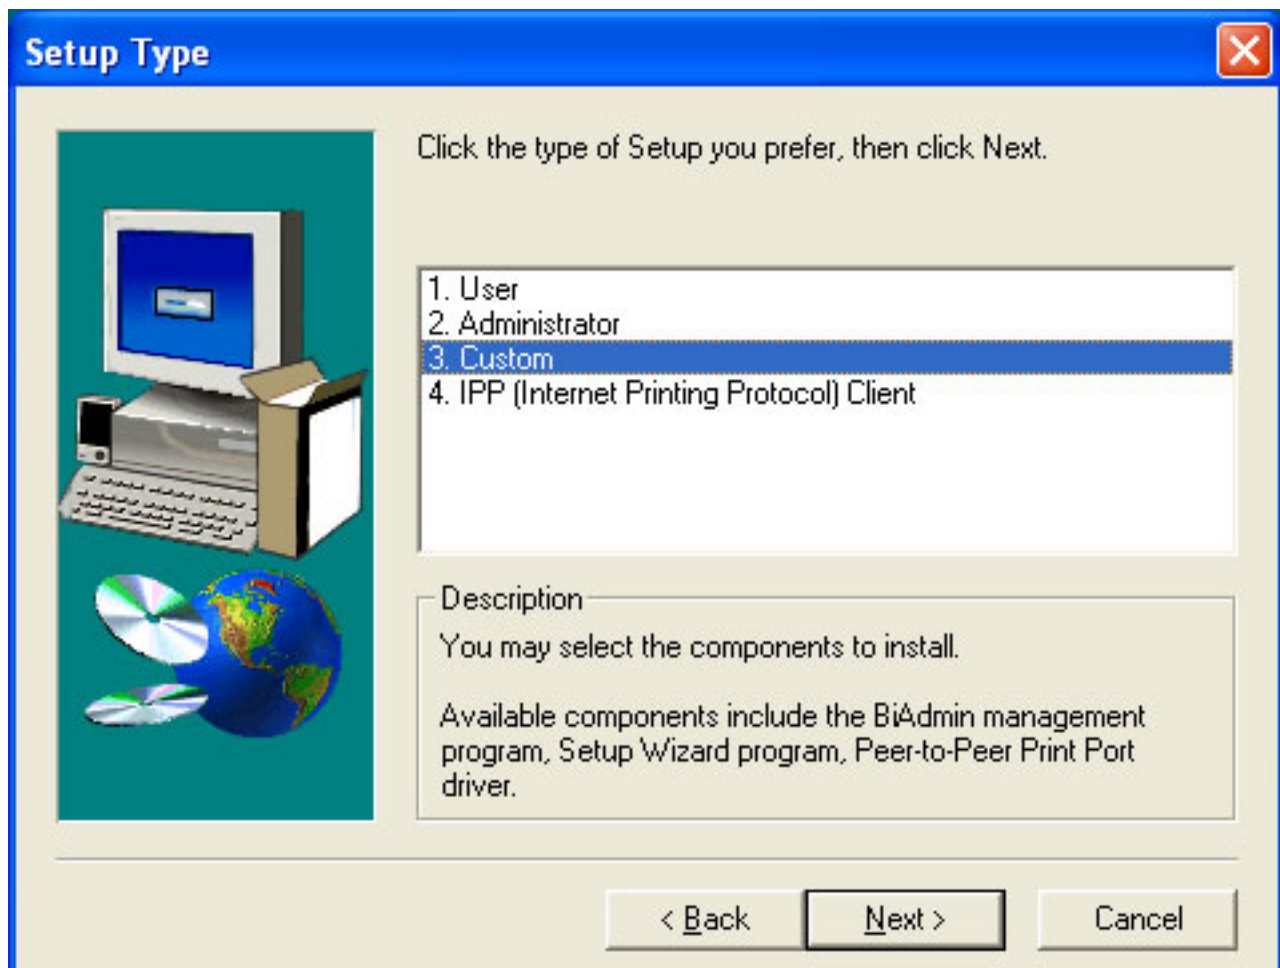 Setup Type
Click the type of Setup you prefer, then click Next.
1. User
2. Administrator
3. Custom
4. IPP (Internet Printing Protocol) Client
Description
You may select the components to install.
Available components include the BiAdmin management
program, Setup Wizard program, Peer-to-Peer Print Port
driver.
< Back
Next >
Cancel